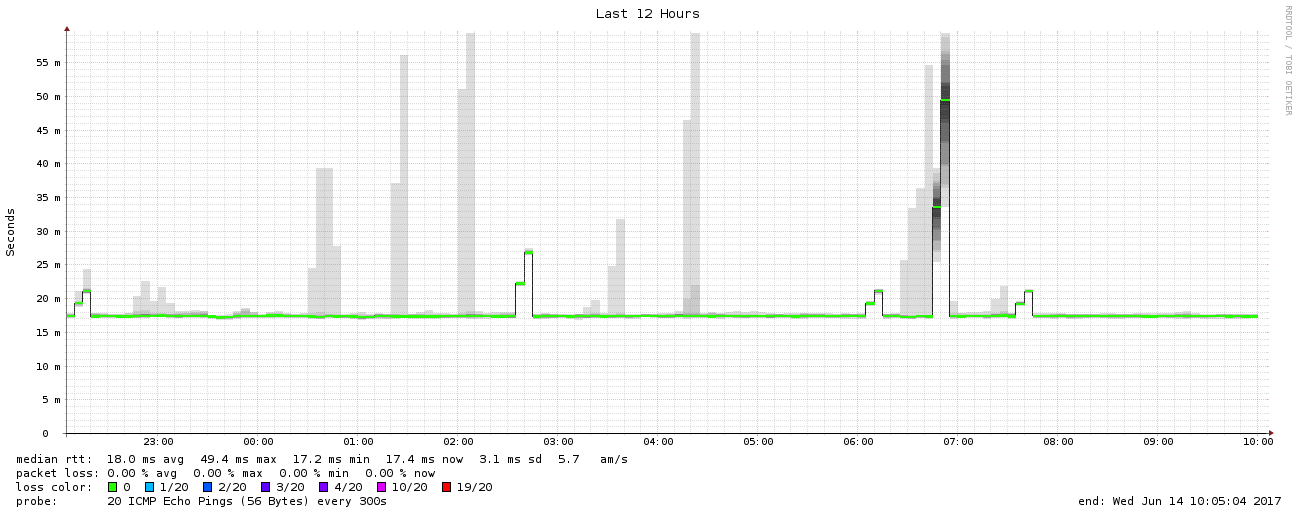 Last 12 Hours
RRDTOOL / TOBI OETIKER
Seconds
55 m
50 m
45 m
40 m
35 m
30 m
25 m
20 m
15 m
10 m
5 m
0
23:00 00:00 01:00 02:00 03:00 04:00 05:00 06:00 07:00 08:00 09:00 10:00
median rtt: 18.0 ms avg 49.4 ms max 17.2 ms min 17.4 ms now 3.1 ms sd 5.7 am/s
packet loss: 0.00 % avg 0.00 % max 0.00 % min 0.00 % now
loss color: 0 1/20 2/20 3/20 4/20 10/20 19/20
probe: 20 ICMP Echo Pings (56 Bytes) every 300s end: Wed Jun 14 10:05:04 2017